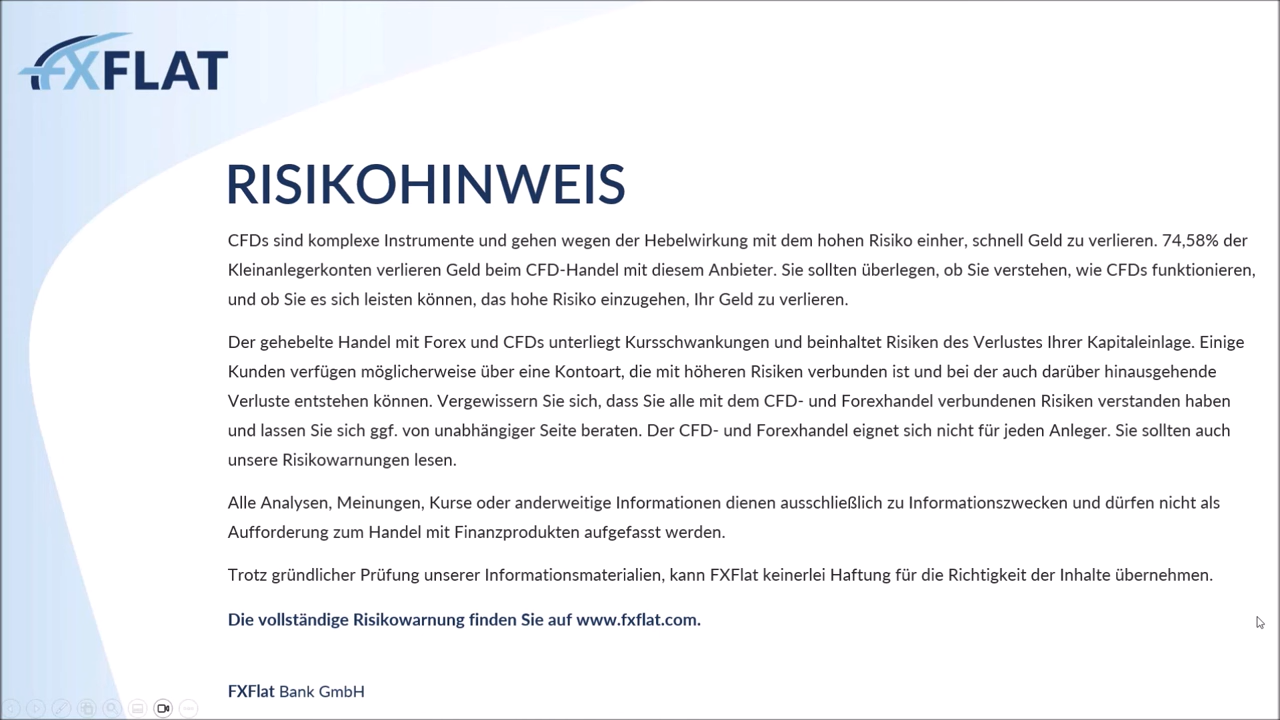 FXFLAT
RISIKOHINWEIS
CFDs sind komplexe Instrumente und gehen wegen der Hebelwirkung mit dem hohen Risiko einher, schnell Geld zu verlieren. 74,58% der
Kleinanlegerkonten verlieren Geld beim CFD-Handel mit diesem Anbieter. Sie sollten überlegen, ob Sie verstehen, wie CFDs funktionieren,
und ob Sie es sich leisten können, das hohe Risiko einzugehen, Ihr Geld zu verlieren.
Der gehebelte Handel mit Forex und CFDs unterliegt Kursschwankungen und beinhaltet Risiken des Verlustes Ihrer Kapitaleinlage. Einige
Kunden verfügen möglicherweise über eine Kontoart, die mit höheren Risiken verbunden ist und bei der auch darüber hinausgehende
Verluste entstehen können. Vergewissern Sie sich, dass Sie alle mit dem CFD- und Forexhandel verbundenen Risiken verstanden haben
und lassen Sie sich ggf. von unabhängiger Seite beraten. Der CFD- und Forexhandel eignet sich nicht für jeden Anleger. Sie sollten auch
unsere Risikowarnungen lesen.
Alle Analysen, Meinungen, Kurse oder anderweitige Informationen dienen ausschließlich zu Informationszwecken und dürfen nicht als
Aufforderung zum Handel mit Finanzprodukten aufgefasst werden.
Trotz gründlicher Prüfung unserer Informationsmaterialien, kann FXFlat keinerlei Haftung für die Richtigkeit der Inhalte übernehmen.
Die vollständige Risikowarnung finden Sie auf www.fxflat.com.
FXFlat Bank GmbH